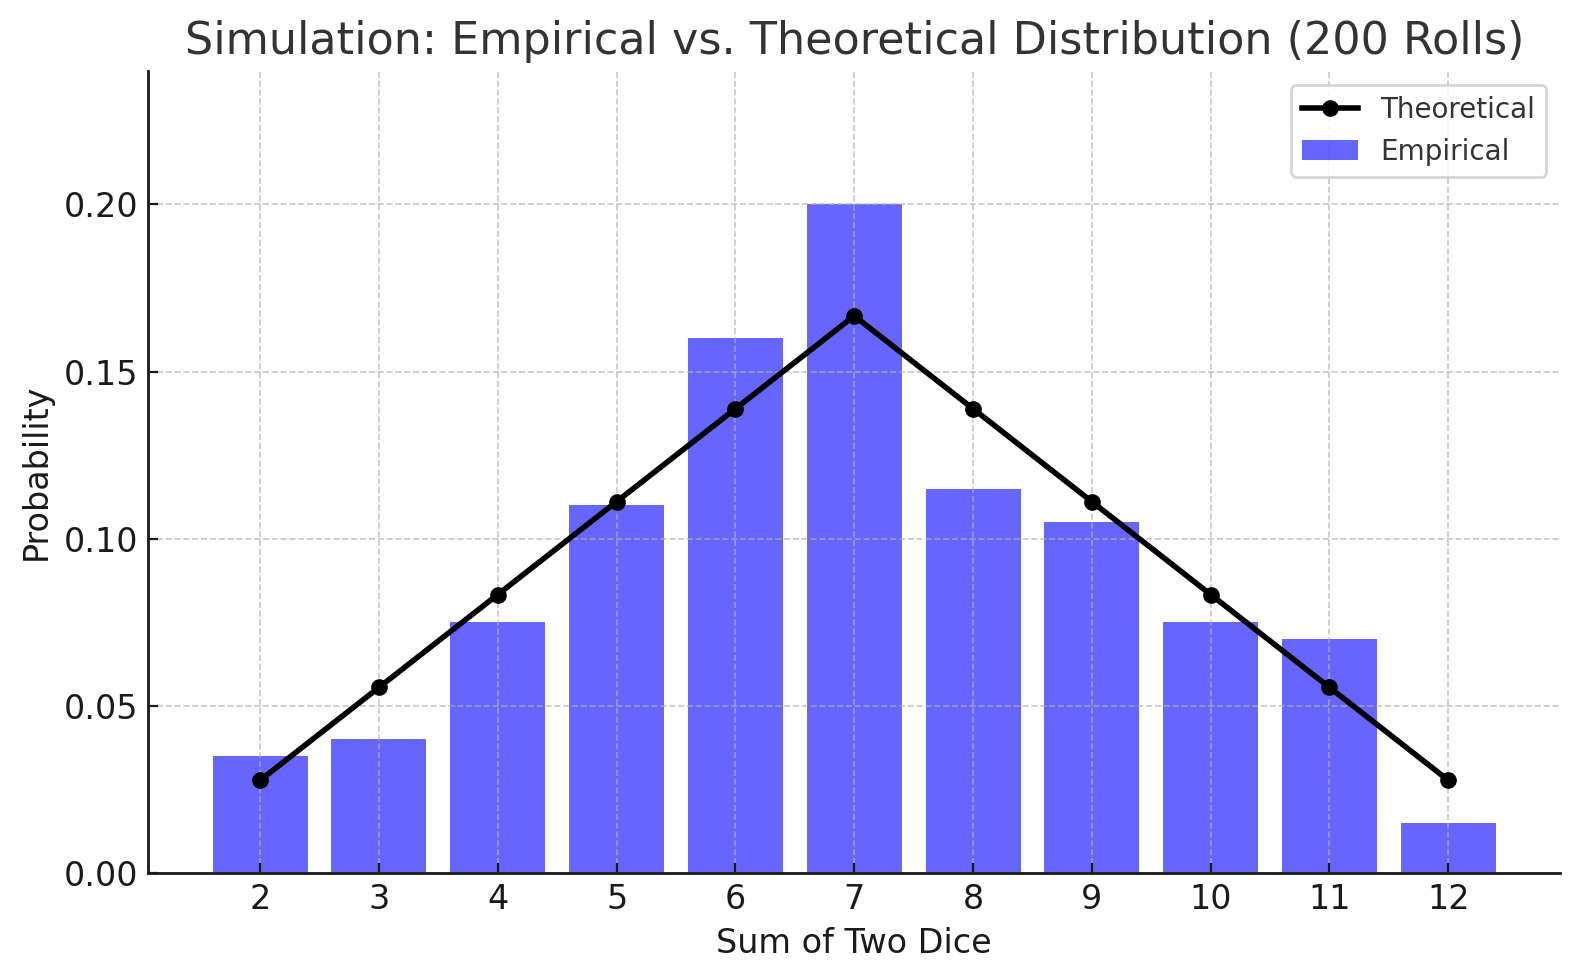 Simulation: Empirical vs. Theoretical Distribution (200 Rolls)
Theoretical
Empirical
Probability
0.20
0.15
0.10
0.05
0.00
2 3 4 5 6 7 8 9 10 11 12
Sum of Two Dice